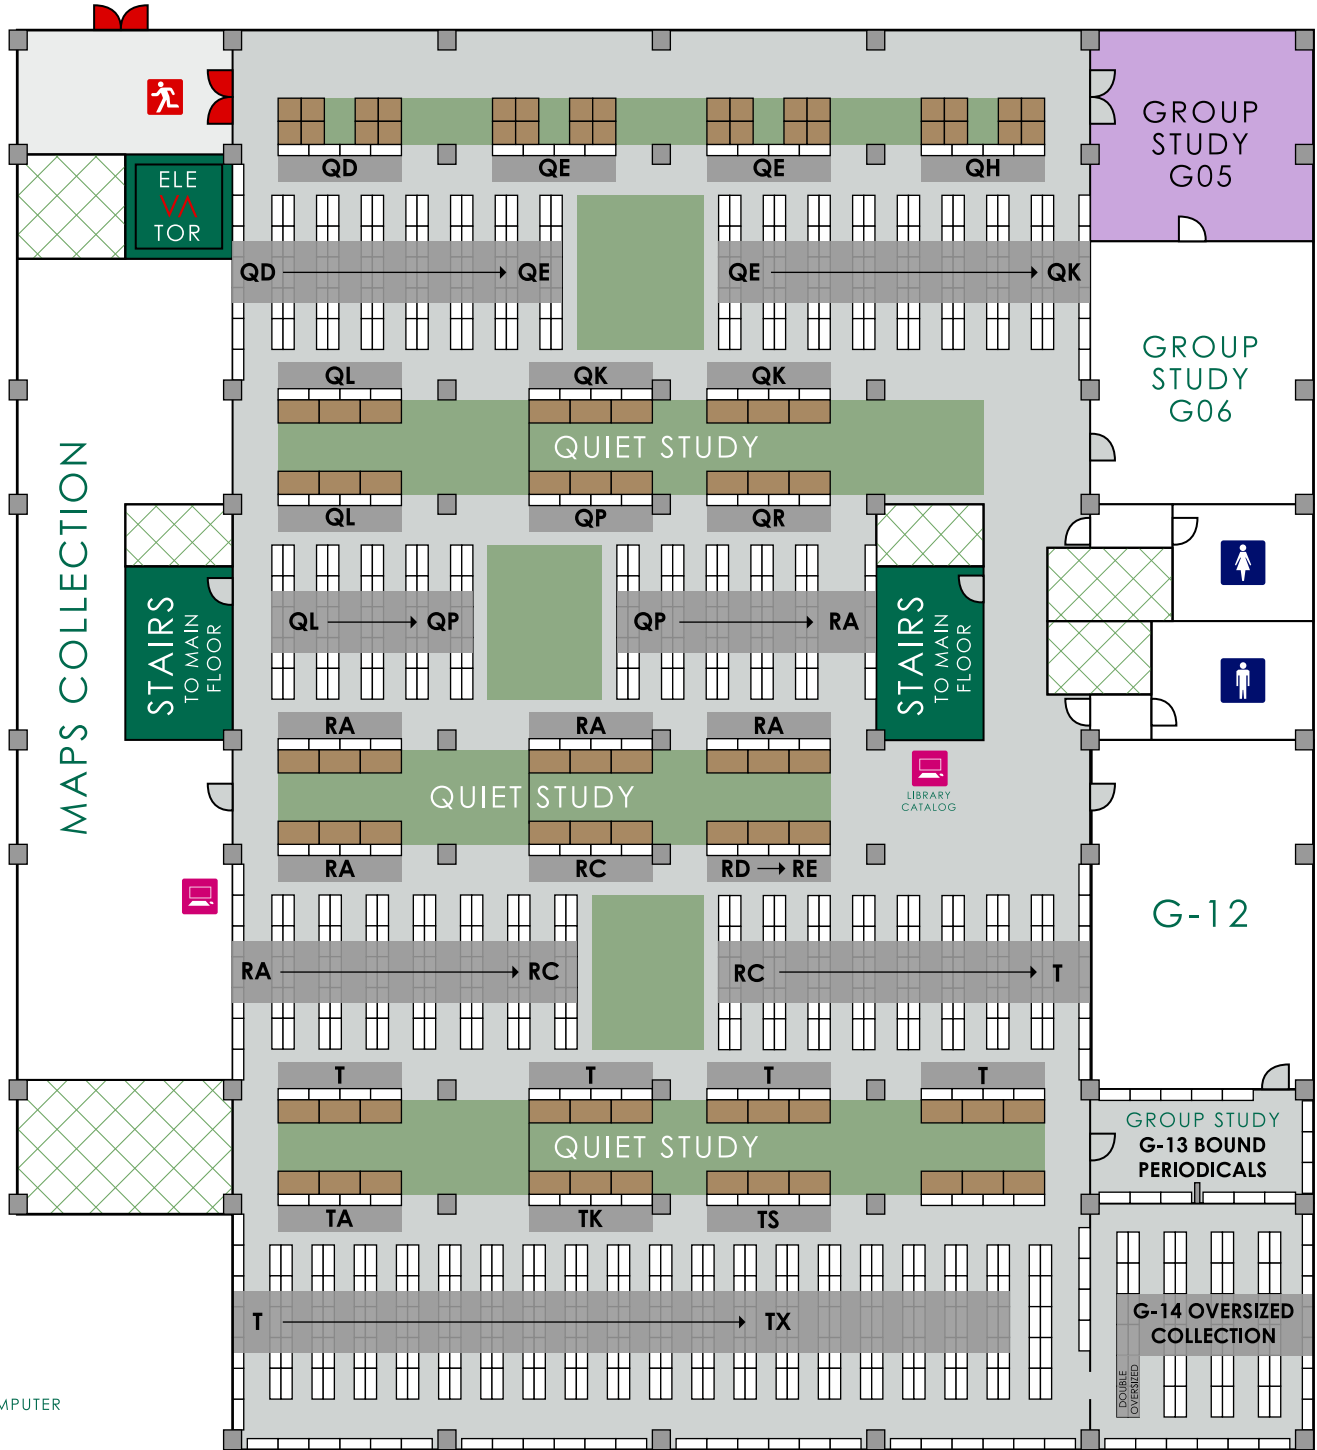 GROUP
STUDY
G05
ELE
VA
TOR
QD
QE
QE
QH
QD
QE
QE
QK
GROUP
STUDY
G06
QL
QK
QK
QUIET STUDY
QL
QP
QR
MAPS COLLECTION
STAIRS
TO MAIN
FLOOR
QL
QP
QP
RA
STAIRS
TO MAIN
FLOOR
RA
RA
RA
QUIET STUDY
LIBRARY
CATALOG
RA
RC
RD → RE
G-12
RA
RC
RC
T
T
T
T
T
QUIET STUDY
GROUP STUDY
G-13 BOUND
PERIODICALS
TA
TK
TS
T
TX
G-14 OVERSIZED
COLLECTION
DOUBLE
OVERSIZED
MPUTER